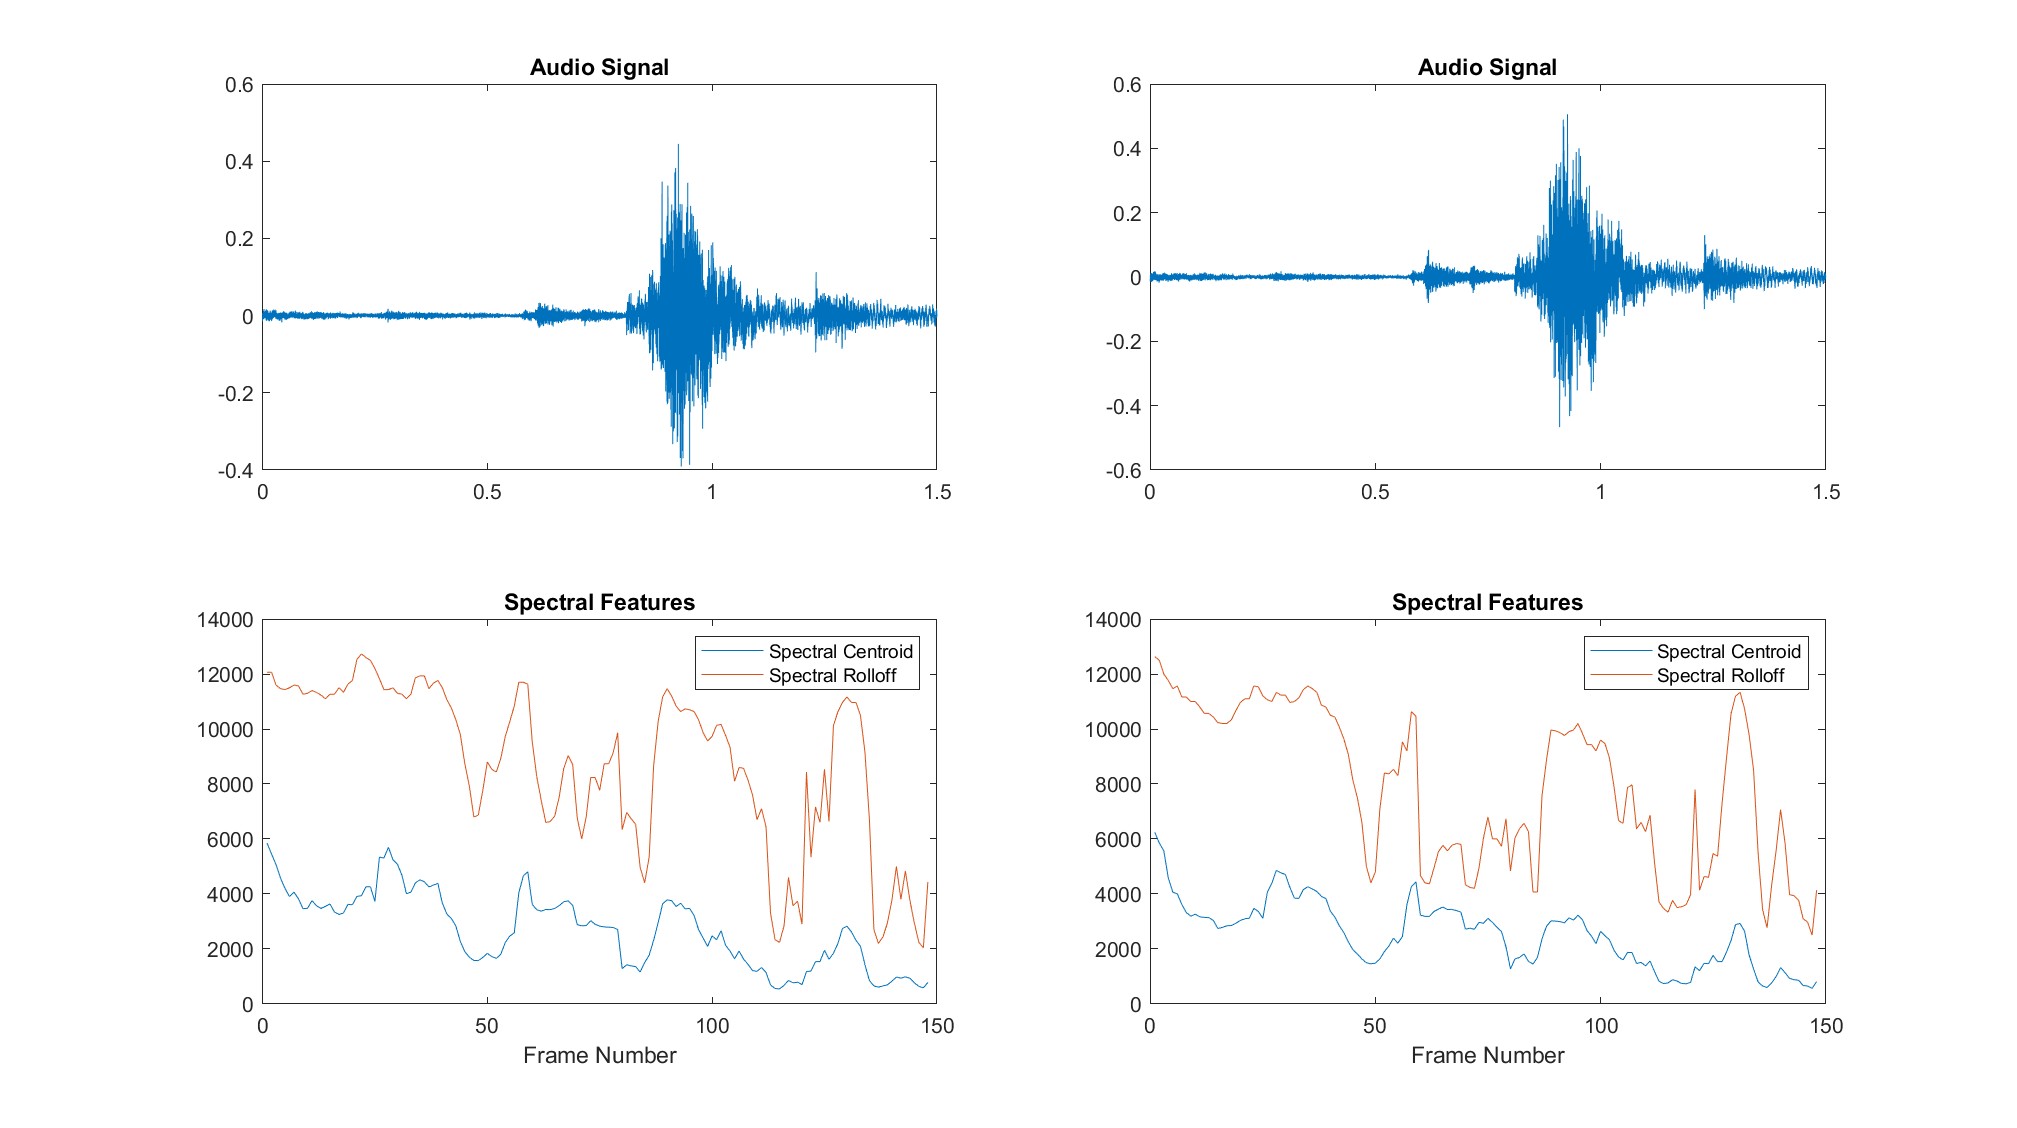 Audio Signal
0.6
0.4
0.2
0
-0.2
-0.4
0 0.5 1 1.5
Audio Signal
0.6
0.4
0.2
0
-0.2
-0.4
-0.6
0 0.5 1 1.5
Spectral Features
14000
12000
10000
8000
6000
4000
2000
0
Spectral Centroid
Spectral Rolloff
0 50 100 150
Frame Number
Spectral Features
14000
12000
10000
8000
6000
4000
2000
0
Spectral Centroid
Spectral Rolloff
0 50 100 150
Frame Number